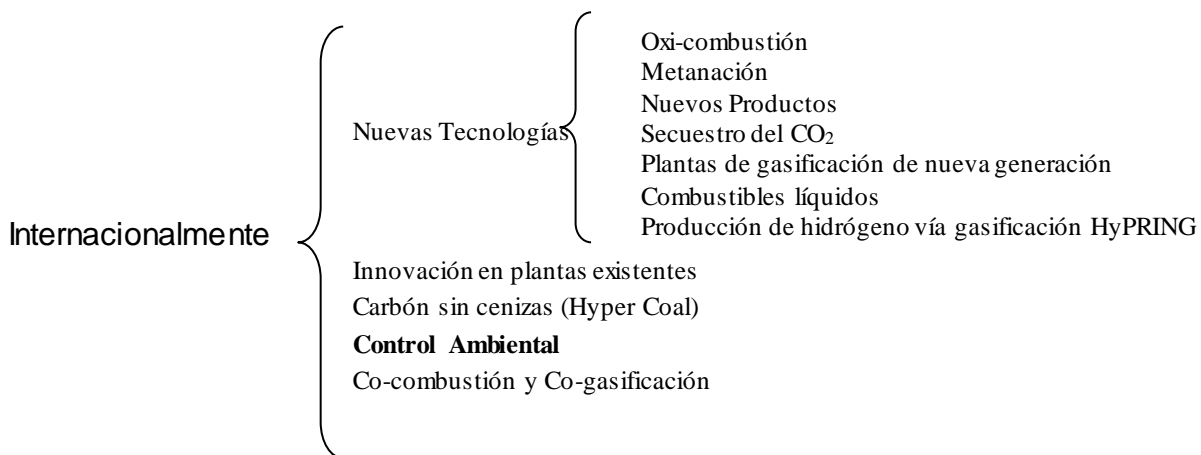 Oxi-combustión
Metanación
Nuevos Productos
Nuevas Tecnologías
Secuestro del CO₂
Plantas de gasificación de nueva generación
Combustibles líquidos
Internacionalmente
Producción de hidrógeno vía gasificación HyPRING
Innovación en plantas existentes
Carbón sin cenizas (Hyper Coal)
Control Ambiental
Co-combustión y Co-gasificación